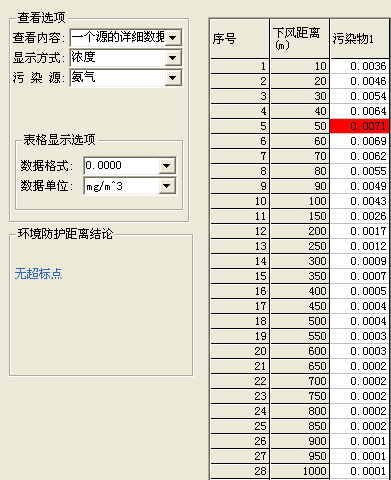 查看选项
查看内容: 一个源的详细数据
显示方式: 浓度
污 染 源: 氨气
表格显示选项
数据格式: 0.0000
数据单位: mg/m^3
环境防护距离结论
无超标点
序号 下风距离(m) 污染物1
1 10 0.0036
2 20 0.0046
3 30 0.0054
4 40 0.0064
5 50 0.0071
6 60 0.0069
7 70 0.0062
8 80 0.0055
9 90 0.0049
10 100 0.0043
11 150 0.0026
12 200 0.0017
13 250 0.0012
14 300 0.0009
15 350 0.0007
16 400 0.0005
17 450 0.0004
18 500 0.0004
19 550 0.0003
20 600 0.0003
21 650 0.0002
22 700 0.0002
23 750 0.0002
24 800 0.0002
25 850 0.0002
26 900 0.0001
27 950 0.0001
28 1000 0.0001